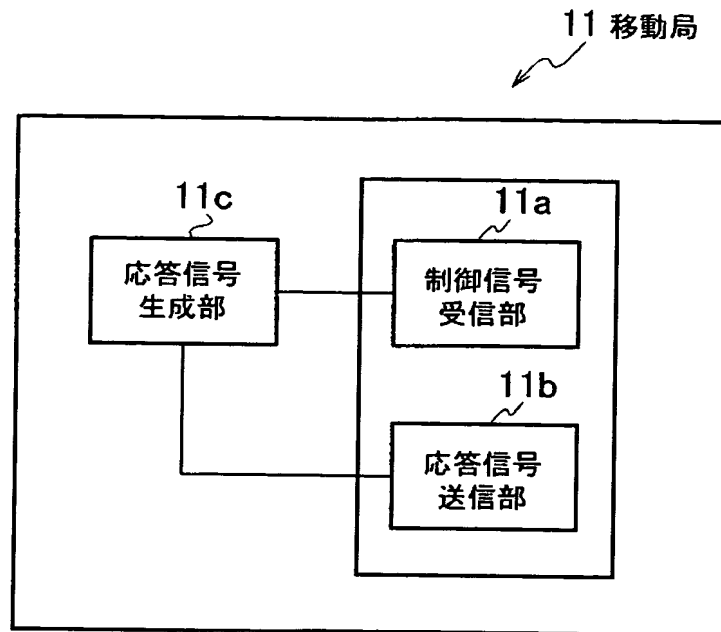 11 移動局
11c
応答信号
生成部
11a
制御信号
受信部
11b
応答信号
送信部